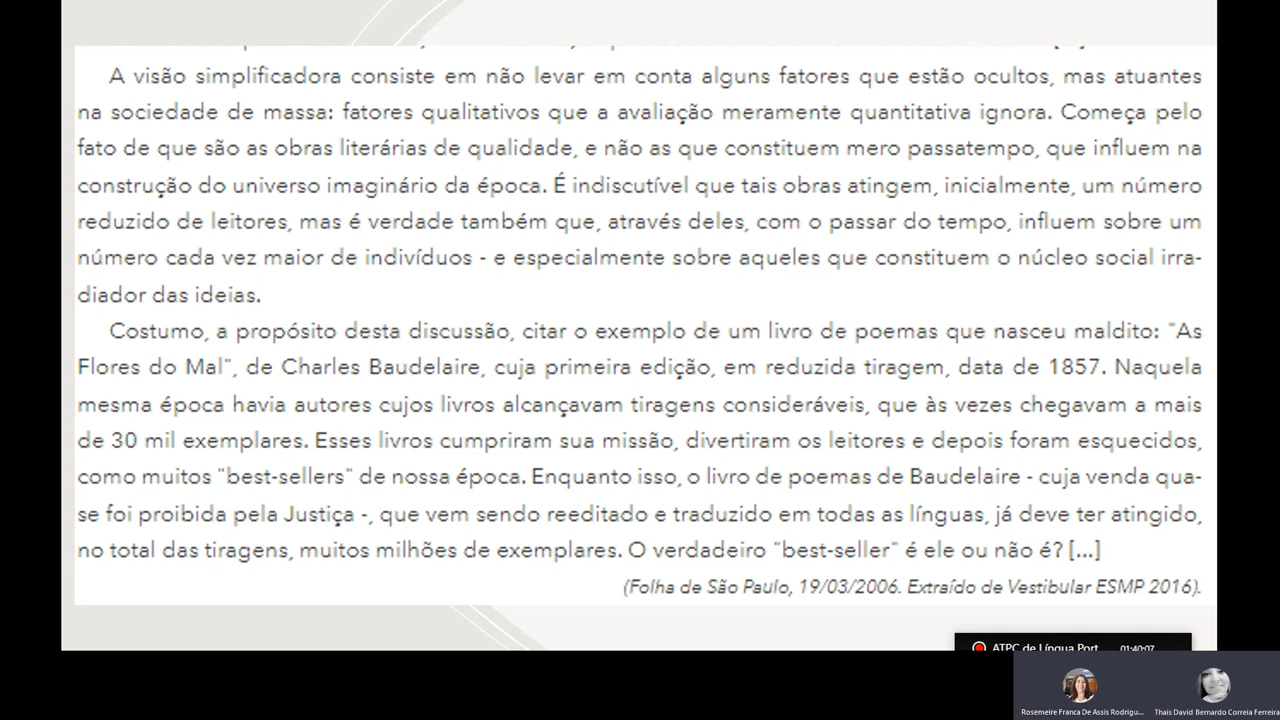 A visão simplificadora consiste em não levar em conta alguns fatores que estão ocultos, mas atuantes
na sociedade de massa: fatores qualitativos que a avaliação meramente quantitativa ignora. Começa pelo
fato de que são as obras literárias de qualidade, e não as que constituem mero passatempo, que influem na
construção do universo imaginário da época. É indiscutível que tais obras atingem, inicialmente, um número
reduzido de leitores, mas é verdade também que, através deles, com o passar do tempo, influem sobre um
número cada vez maior de indivíduos - e especialmente sobre aqueles que constituem o núcleo social irra-
diador das ideias.
Costumo, a propósito desta discussão, citar o exemplo de um livro de poemas que nasceu maldito: "As
Flores do Mal", de Charles Baudelaire, cuja primeira edição, em reduzida tiragem, data de 1857. Naquela
mesma época havia autores cujos livros alcançavam tiragens consideráveis, que às vezes chegavam a mais
de 30 mil exemplares. Esses livros cumpriram sua missão, divertiram os leitores e depois foram esquecidos,
como muitos "best-sellers" de nossa época. Enquanto isso, o livro de poemas de Baudelaire - cuja venda qua-
se foi proibida pela Justiça -, que vem sendo reeditado e traduzido em todas as línguas, já deve ter atingido,
no total das tiragens, muitos milhões de exemplares. O verdadeiro "best-seller" é ele ou não é? [...]
(Folha de São Paulo, 19/03/2006. Extraído de Vestibular ESMP 2016).
ATPC de Língua Port 01:40:07
Rosemeire Franca De Assis Rodrigu... Thais David Bernardo Correia Ferreira